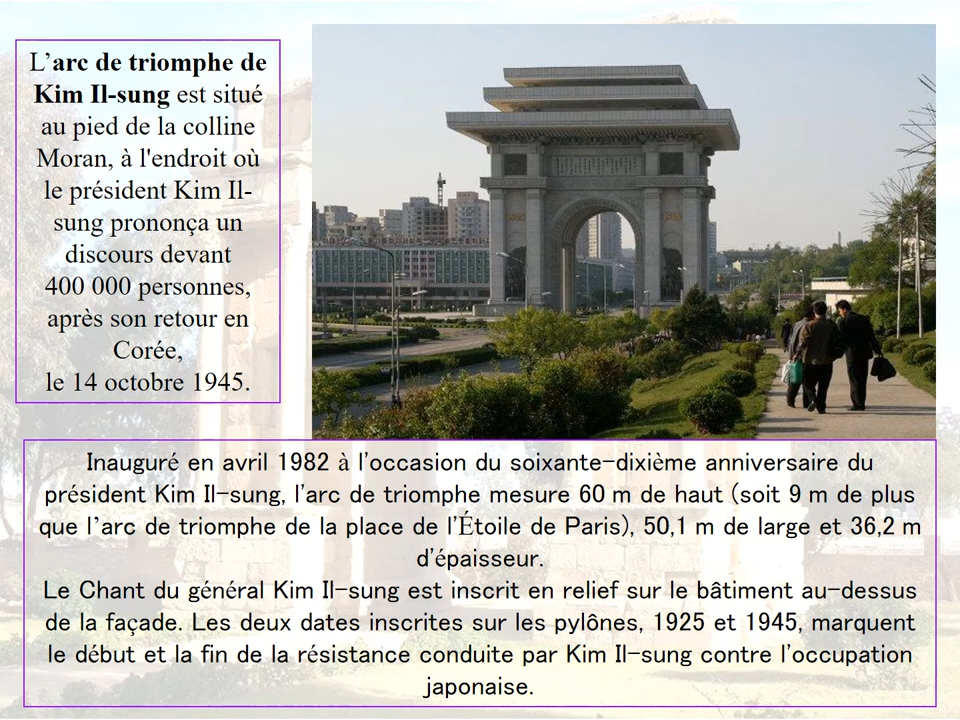 L’arc de triomphe de
Kim Il-sung est situé
au pied de la colline
Moran, à l'endroit où
le président Kim Il-
sung prononça un
discours devant
400 000 personnes,
après son retour en
Corée,
le 14 octobre 1945.
Inauguré en avril 1982 à l’occasion du soixante-dixième anniversaire du
président Kim Il-sung, l’arc de triomphe mesure 60 m de haut (soit 9 m de plus
que l’arc de triomphe de la place de l’Étoile de Paris), 50,1 m de large et 36,2 m
d’épaisseur.
Le Chant du général Kim Il-sung est inscrit en relief sur le bâtiment au-dessus
de la façade. Les deux dates inscrites sur les pylônes, 1925 et 1945, marquent
le début et la fin de la résistance conduite par Kim Il-sung contre l’occupation
japonaise.